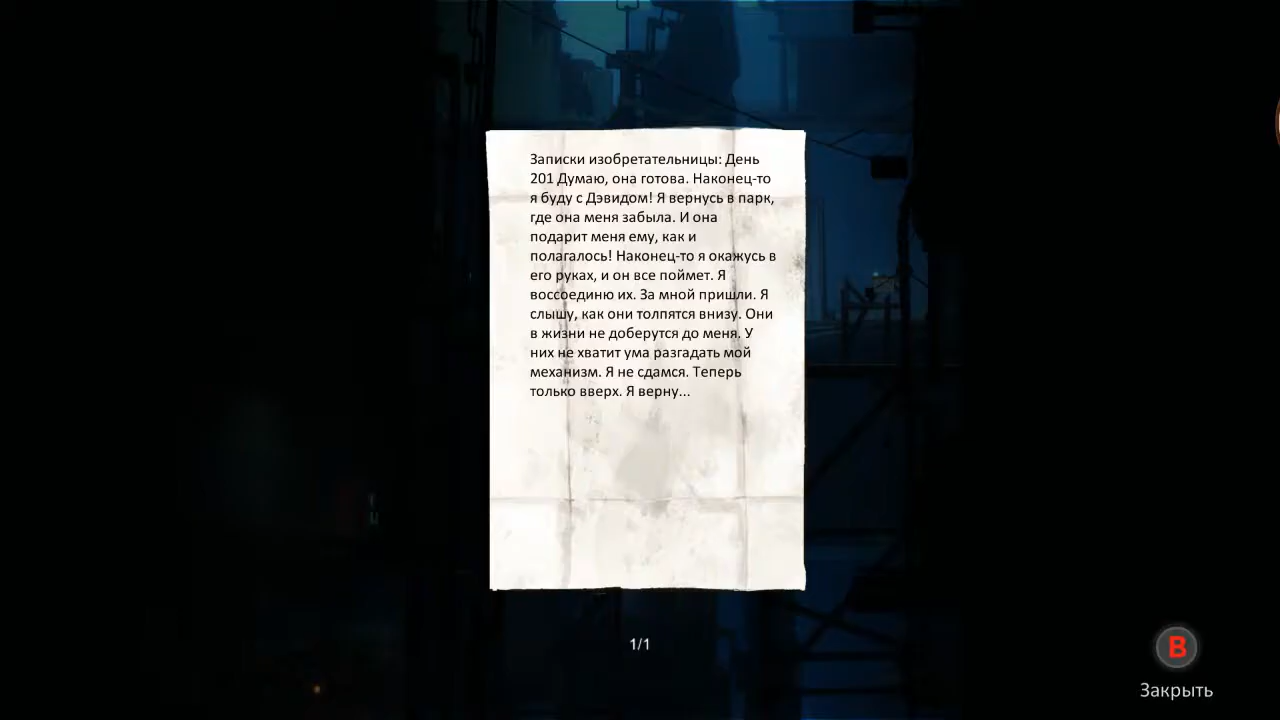 Записки изобретательницы: День
201 Думаю, она готова. Наконец-то
я буду с Дэвидом! Я вернусь в парк,
где она меня забыла. И она
подарит меня ему, как и
полагалось! Наконец-то я окажусь в
его руках, и он все поймет. Я
воссоединю их. За мной пришли. Я
слышу, как они толпятся внизу. Они
в жизни не доберутся до меня. У
них не хватит ума разгадать мой
механизм. Я не сдамся. Теперь
только вверх. Я верну...
1/1
B
Закрыть